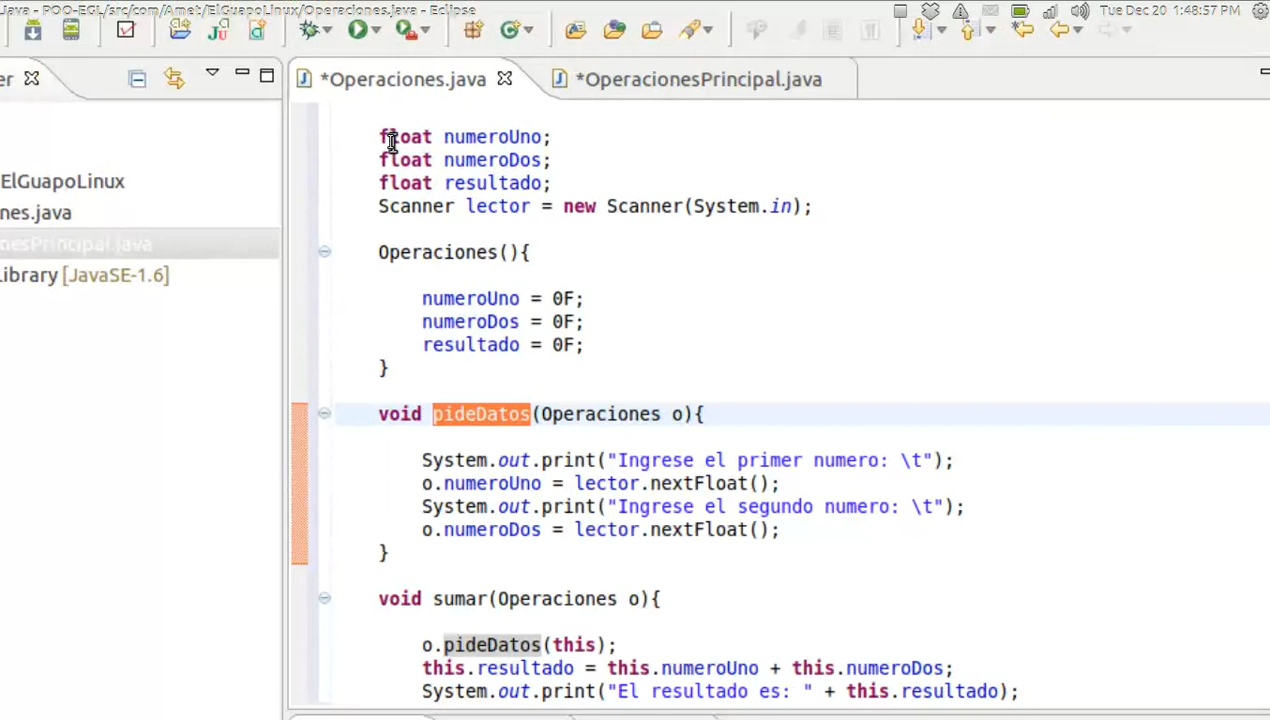 Java - POO-EGL/src/com/Amet/ElGuapoLinux/Operaciones.java - Eclipse
Tue Dec 20 1:48:57 PM
er
*Operaciones.java
*OperacionesPrincipal.java
ElGuapoLinux
nes.java
nesPrincipal.java
Library [JavaSE-1.6]
float numeroUno;
float numeroDos;
float resultado;
Scanner lector = new Scanner(System.in);
Operaciones(){
numeroUno = 0F;
numeroDos = 0F;
resultado = 0F;
}
void pideDatos(Operaciones o){
System.out.print("Ingrese el primer numero: \t");
o.numeroUno = lector.nextFloat();
System.out.print("Ingrese el segundo numero: \t");
o.numeroDos = lector.nextFloat();
}
void sumar(Operaciones o){
o.pideDatos(this);
this.resultado = this.numeroUno + this.numeroDos;
System.out.print("El resultado es: " + this.resultado);